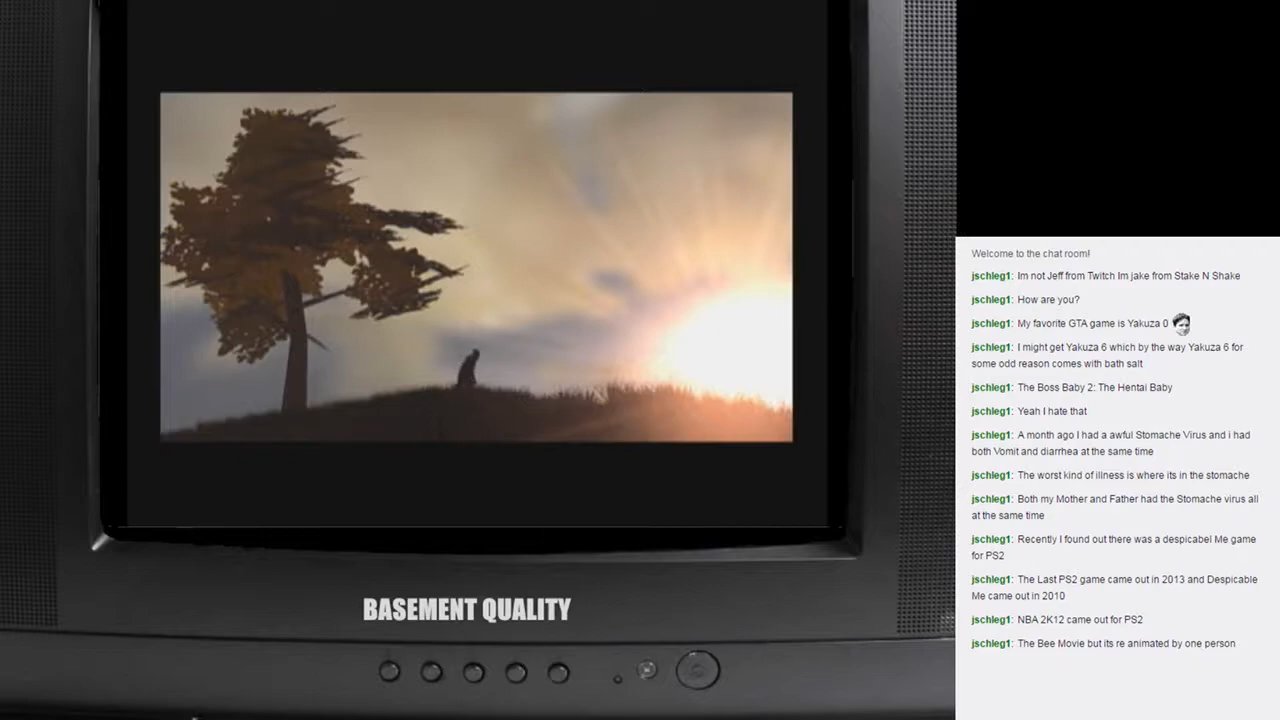 Welcome to the chat room!
jschleg1: Im not Jeff from Twitch Im jake from Stake N Shake
jschleg1: How are you?
jschleg1: My favorite GTA game is Yakuza 0
jschleg1: I might get Yakuza 6 which by the way Yakuza 6 for
some odd reason comes with bath salt
jschleg1: The Boss Baby 2: The Hentai Baby
jschleg1: Yeah I hate that
jschleg1: A month ago I had a awful Stomache Virus and i had
both Vomit and diarrhea at the same time
jschleg1: The worst kind of illness is where its in the stomache
jschleg1: Both my Mother and Father had the Stomache virus all
at the same time
jschleg1: Recently I found out there was a despicabel Me game
for PS2
jschleg1: The Last PS2 game came out in 2013 and Despicable
Me came out in 2010
jschleg1: NBA 2K12 came out for PS2
jschleg1: The Bee Movie but its re animated by one person
BASEMENT QUALITY